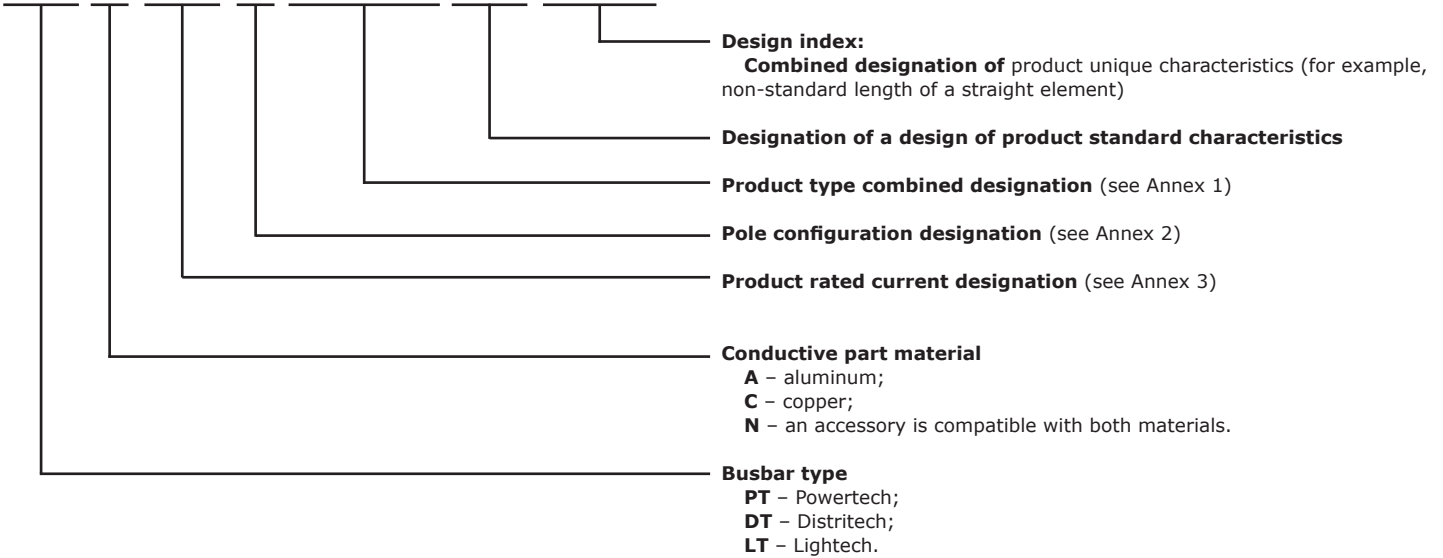 Design index:
Combined designation of product unique characteristics (for example,
non-standard length of a straight element)
Designation of a design of product standard characteristics
Product type combined designation (see Annex 1)
Pole configuration designation (see Annex 2)
Product rated current designation (see Annex 3)
Conductive part material
A – aluminum;
C – copper;
N – an accessory is compatible with both materials.
Busbar type
PT – Powertech;
DT – Distritech;
LT – Lightech.